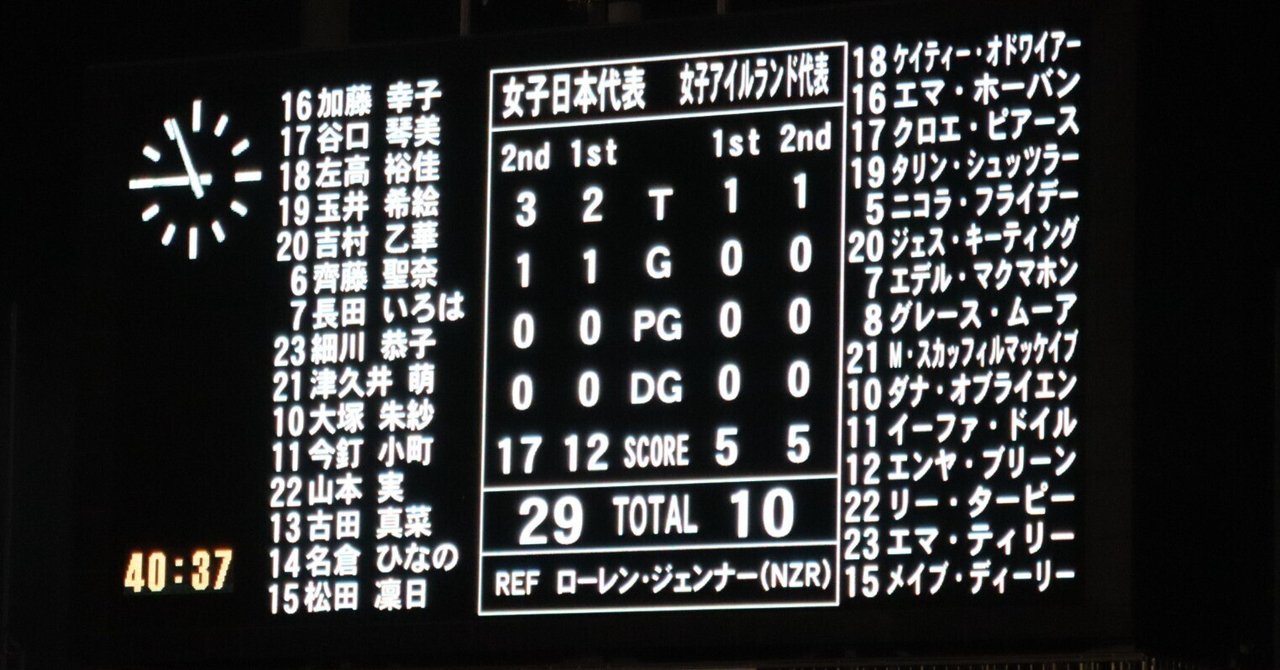 16 加藤 幸子
17 谷口 琴美
18 左高 裕佳
19 玉井 希絵
20 吉村 乙華
6 齊藤 聖奈
7 長田 いろは
23 細川 恭子
21 津久井 萌
10 大塚 朱紗
11 今釘 小町
22 山本 実
13 古田 真菜
14 名倉 ひなの
15 松田 凜日
40:37
女子日本代表 女子アイルランド代表
2nd 1st 1st 2nd
3 2 T 1 1
1 1 G 0 0
0 0 PG 0 0
0 0 DG 0 0
17 12 SCORE 5 5
29 TOTAL 10
REF ローレン・ジェンナー(NZR)
18 ケイティー・オドワイアー
16 エマ・ホーバン
17 クロエ・ピアース
19 タリン・シュッツラー
5 ニコラ・フライデー
20 ジェス・キーティング
7 エデル・マクマホン
8 グレース・ムーア
21 M・スカッフィルマッケイブ
10 ダナ・オブライエン
11 イーファ・ドイル
12 エンヤ・ブリーン
22 リー・ターピー
23 エマ・ティリー
15 メイブ・ディーリー